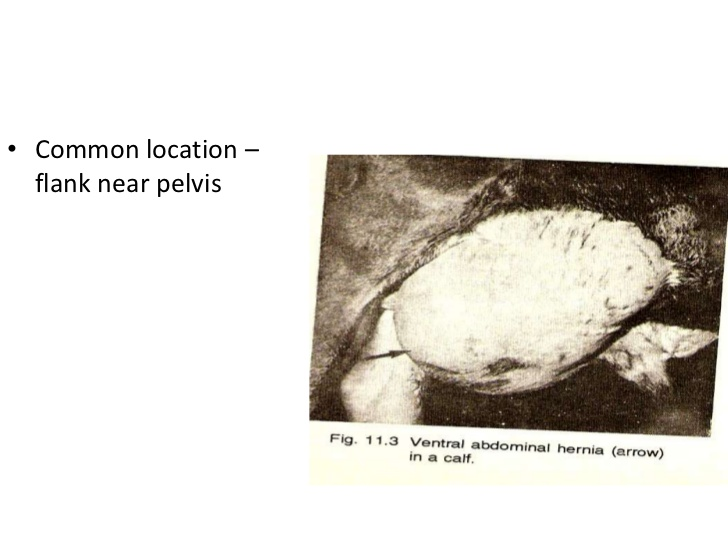 • Common location –
flank near pelvis
Fig. 11.3 Ventral abdominal hernia (arrow)
in a calf.